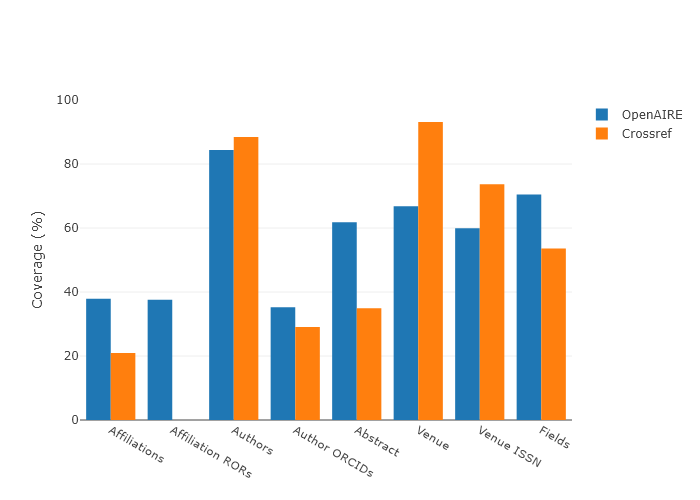 OpenAIRE
Crossref
Coverage (%)
100
80
60
40
20
0
Affiliations
Affiliation RORs
Authors
Author ORCIDs
Abstract
Venue
Venue ISSN
Fields